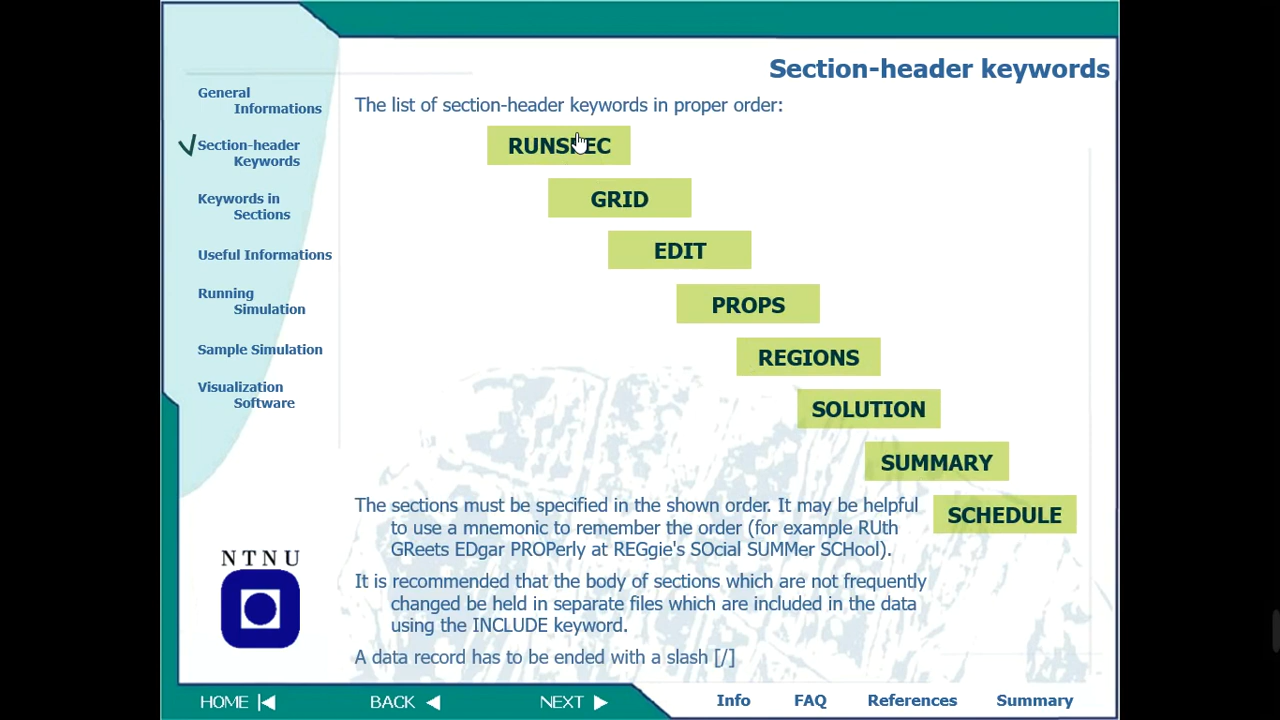 Section-header keywords
General
Informations
Section-header
Keywords
Keywords in
Sections
Useful Informations
Running
Simulation
Sample Simulation
Visualization
Software
NTNU
The list of section-header keywords in proper order:
RUNSPEC
GRID
EDIT
PROPS
REGIONS
SOLUTION
SUMMARY
SCHEDULE
The sections must be specified in the shown order. It may be helpful
to use a mnemonic to remember the order (for example RUth
GReets EDgar PROPerly at REGgie's SOcial SUMMer SCHool).
It is recommended that the body of sections which are not frequently
changed be held in separate files which are included in the data
using the INCLUDE keyword.
A data record has to be ended with a slash [/]
HOME
BACK
NEXT
Info
FAQ
References
Summary